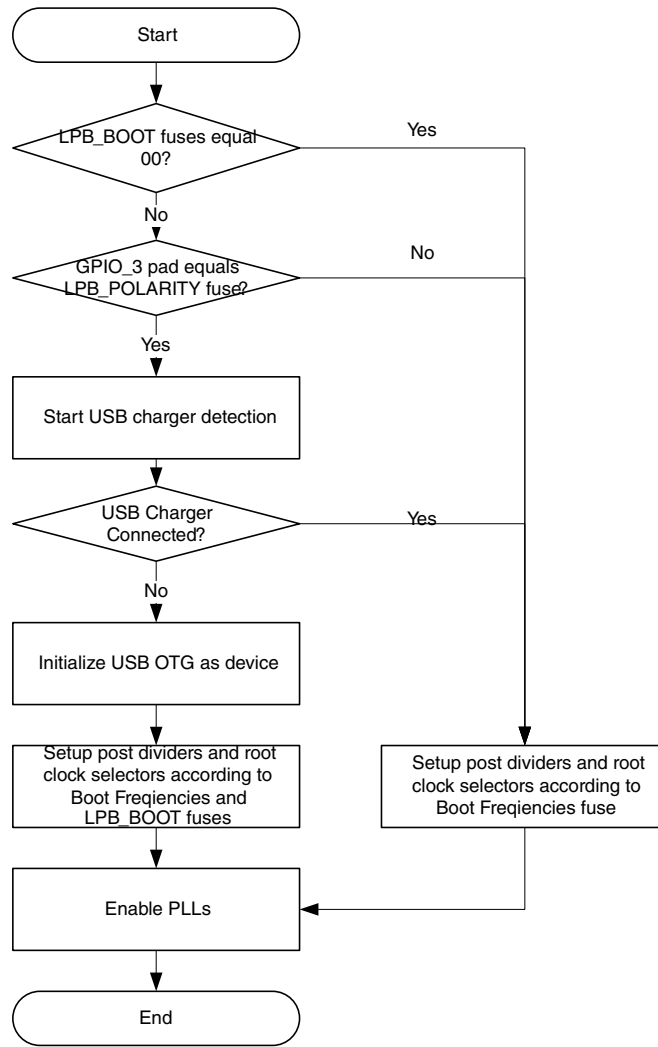 Start
LPB_BOOT fuses equal
00?
Yes
No
GPIO_3 pad equals
LPB_POLARITY fuse?
No
Yes
Start USB charger detection
USB Charger
Connected?
Yes
No
Initialize USB OTG as device
Setup post dividers and root
clock selectors according to
Boot Freqiencies and
LPB_BOOT fuses
Setup post dividers and root
clock selectors according to
Boot Freqiencies fuse
Enable PLLs
End